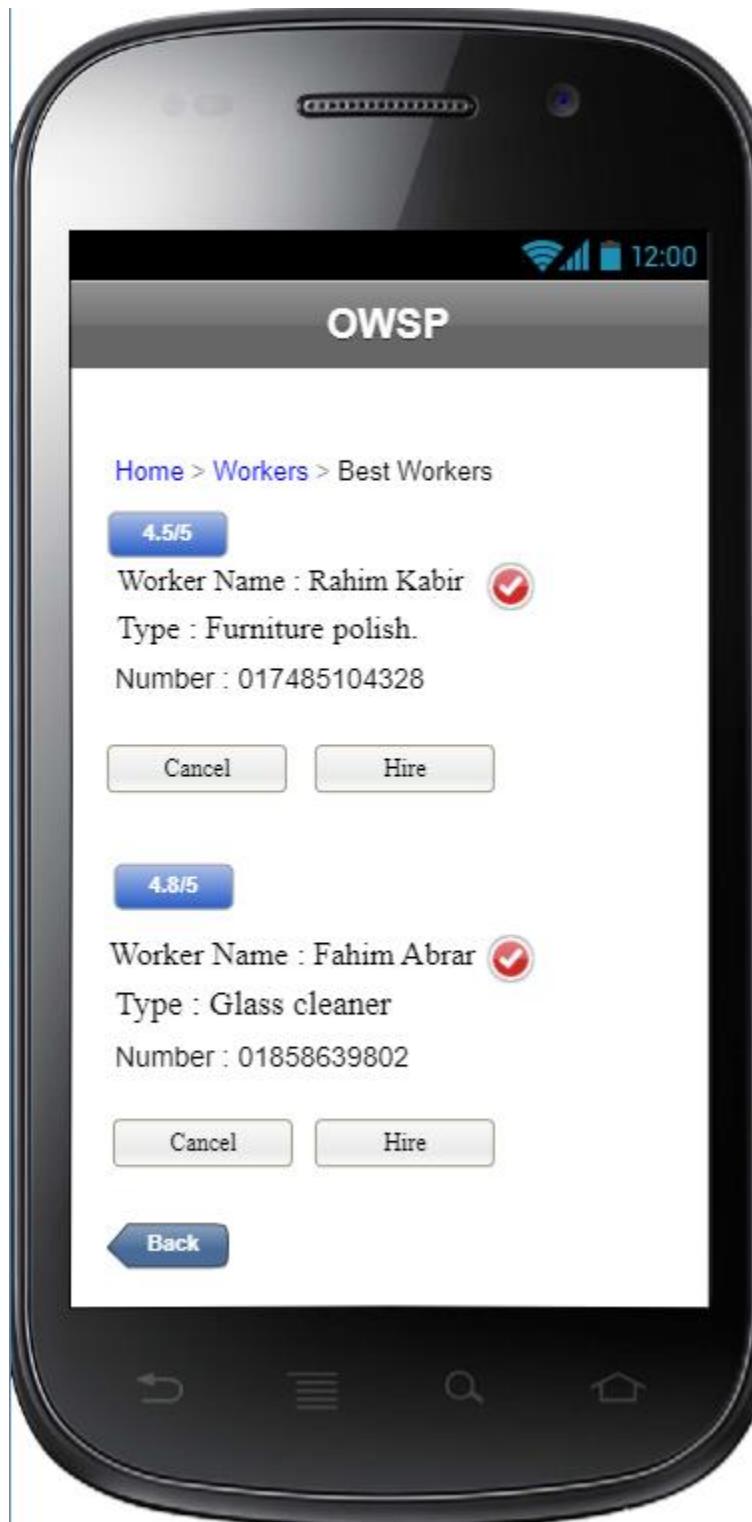 12:00
OWSP
Home > Workers > Best Workers
4.5/5
Worker Name : Rahim Kabir
Type : Furniture polish.
Number : 017485104328
Cancel Hire
4.8/5
Worker Name : Fahim Abrar
Type : Glass cleaner
Number : 01858639802
Cancel Hire
Back